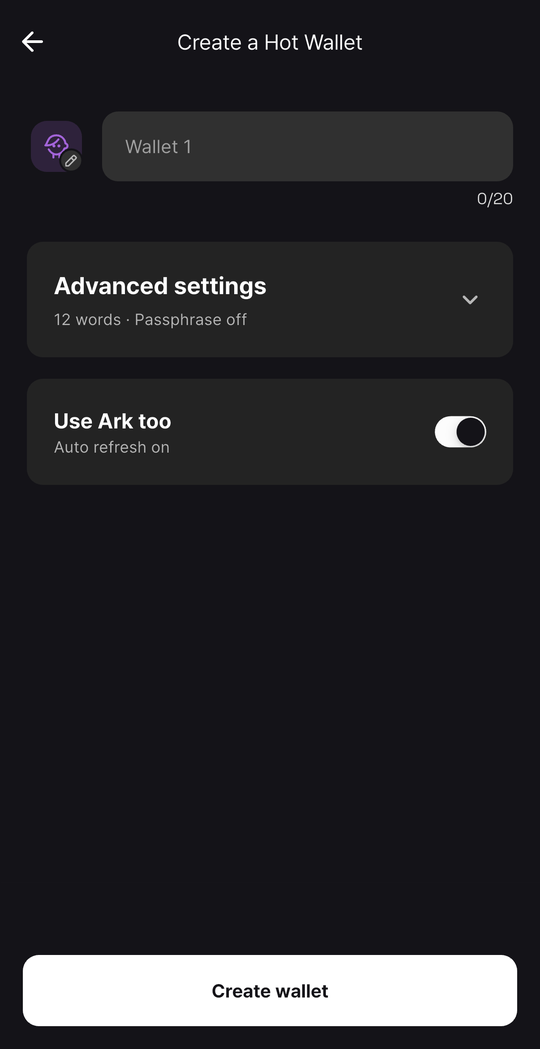 Create a Hot Wallet
Wallet 1
0/20
Advanced settings
12 words · Passphrase off
Use Ark too
Auto refresh on
Create wallet